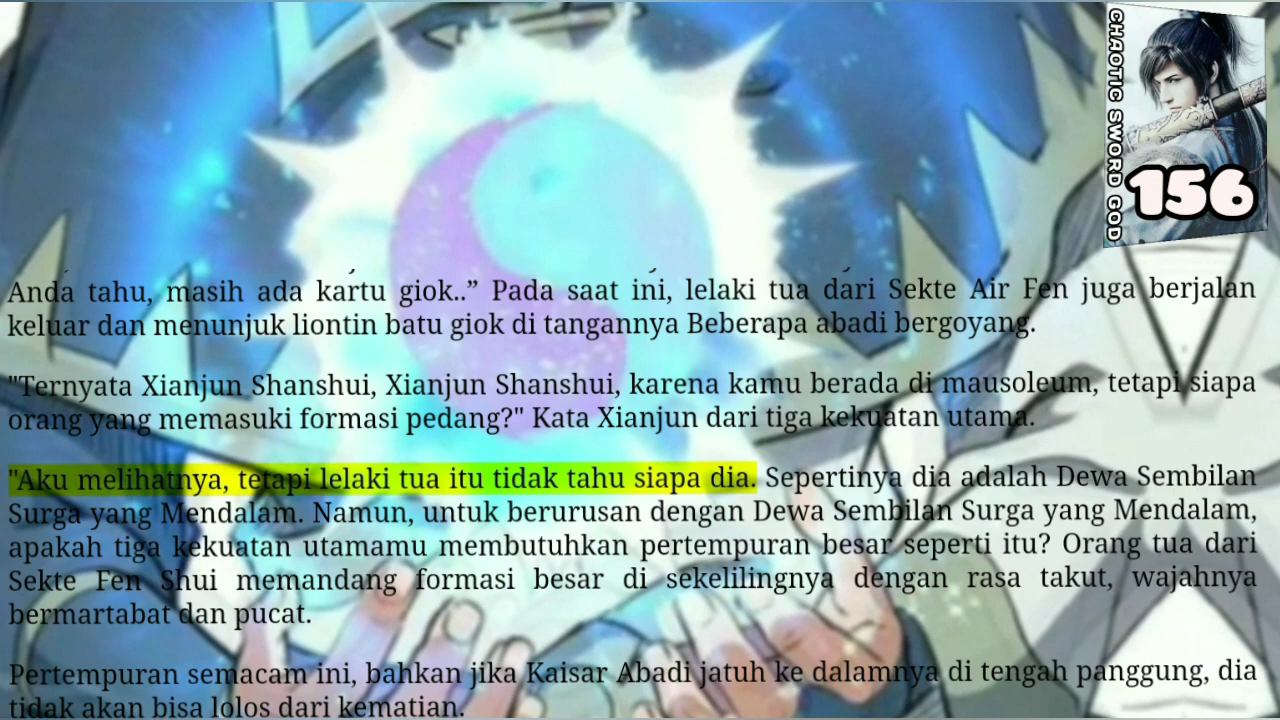 CHAOTIC SWORD GOD
156
Anda tahu, masih ada kartu giok..” Pada saat ini, lelaki tua dari Sekte Air Fen juga berjalan
keluar dan menunjuk liontin batu giok di tangannya Beberapa abadi bergoyang.
"Ternyata Xianjun Shanshui, Xianjun Shanshui, karena kamu berada di mausoleum, tetapi siapa
orang yang memasuki formasi pedang?" Kata Xianjun dari tiga kekuatan utama.
"Aku melihatnya, tetapi lelaki tua itu tidak tahu siapa dia. Sepertinya dia adalah Dewa Sembilan
Surga yang Mendalam. Namun, untuk berurusan dengan Dewa Sembilan Surga yang Mendalam,
apakah tiga kekuatan utamamu membutuhkan pertempuran besar seperti itu? Orang tua dari
Sekte Fen Shui memandang formasi besar di sekelilingnya dengan rasa takut, wajahnya
bermartabat dan pucat.
Pertempuran semacam ini, bahkan jika Kaisar Abadi jatuh ke dalamnya di tengah panggung, dia
tidak akan bisa lolos dari kematian.